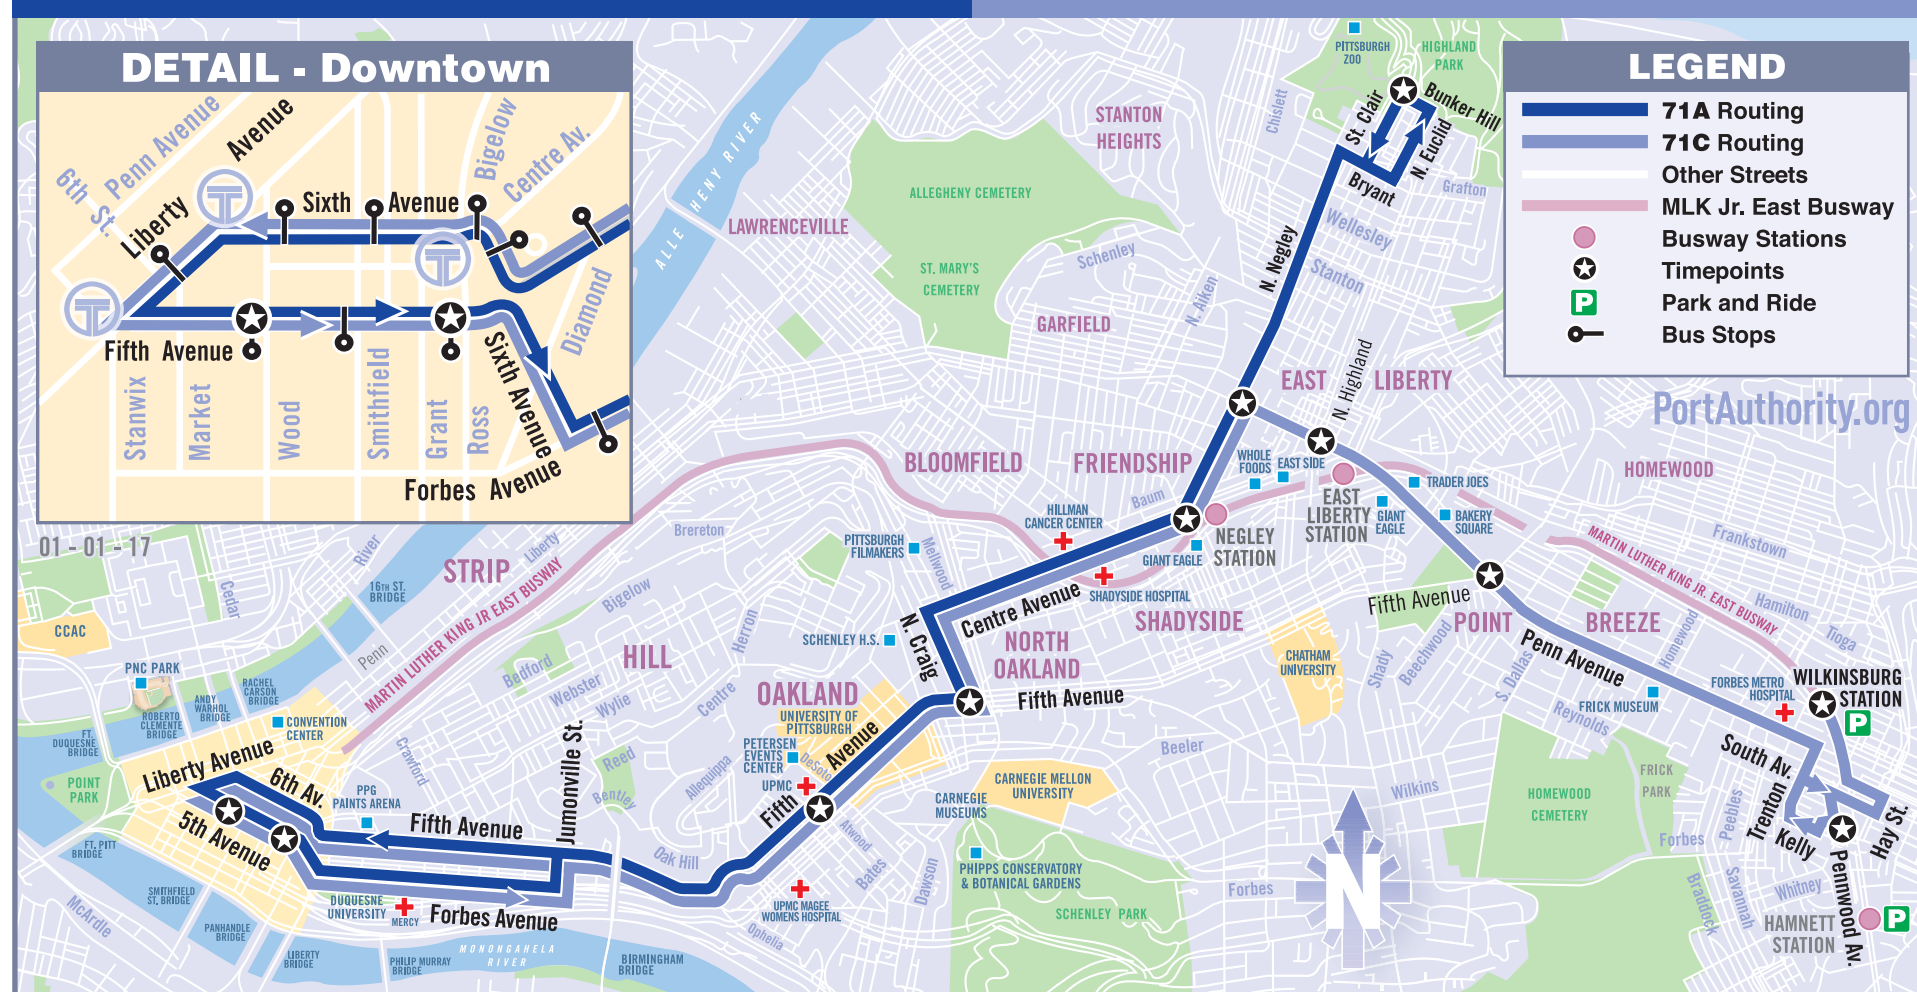 DETAIL - Downtown
Penn Avenue
Avenue
Bigelow
Centre Av.
6th St.
Liberty
Sixth Avenue
Diamond
Fifth Avenue
Sixth Avenue
Stanwix
Market
Wood
Smithfield
Grant
Ross
Forbes Avenue
01 - 01 - 17
LEGEND
71A Routing
71C Routing
Other Streets
MLK Jr. East Busway
Busway Stations
Timepoints
P
Park and Ride
Bus Stops
PortAuthority.org
PITTSBURGH
ZOO
HIGHLAND
PARK
Chislett
St. Clair
Bunker Hill
N. Euclid
Bryant
Grafton
STANTON
HEIGHTS
ALLEGHENY RIVER
ALLEGHENY CEMETERY
LAWRENCEVILLE
ST. MARY'S
CEMETERY
Schenley
Wellesley
Stanton
N. Negley
N. Aiken
GARFIELD
N. Highland
EAST LIBERTY
BLOOMFIELD
FRIENDSHIP
WHOLE
FOODS
EAST SIDE
TRADER JOES
HOMEWOOD
EAST
LIBERTY
STATION
GIANT
EAGLE
BAKERY
SQUARE
Baum
HILLMAN
CANCER CENTER
NEGLEY
STATION
GIANT EAGLE
SHADYSIDE HOSPITAL
Brereton
PITTSBURGH
FILMAKERS
Mellwood
Frankstown
MARTIN LUTHER KING JR. EAST BUSWAY
Hamilton
Tioga
Homewood
River
Liberty
STRIP
16TH ST.
BRIDGE
MARTIN LUTHER KING JR EAST BUSWAY
Bigelow
Penn
Cedar
CCAC
PNC PARK
RACHEL
CARSON
BRIDGE
ANDY
WARHOL
BRIDGE
ROBERTO
CLEMENTE
BRIDGE
FT.
DUQUESNE
BRIDGE
CONVENTION
CENTER
POINT
PARK
Herron
SCHENLEY H.S.
N. Craig
Centre Avenue
NORTH
OAKLAND
SHADYSIDE
Fifth Avenue
POINT BREEZE
Penn Avenue
CHATHAM
UNIVERSITY
Shady
Beechwood
S. Dallas
FORBES METRO
HOSPITAL
WILKINSBURG
STATION
P
FRICK MUSEUM
Reynolds
HILL
Bedford
Webster
Wylie
Centre
OAKLAND
UNIVERSITY OF
PITTSBURGH
Fifth Avenue
PETERSEN
EVENTS
CENTER
DeSoto
UPMC
Fifth Avenue
Beeler
Crawford
Jumonville St.
Reed
Bentley
Allequippa
Liberty Avenue
6th Av.
5th Avenue
PPG
PAINTS ARENA
Fifth Avenue
Oak Hill
Atwood
Bates
Dawson
CARNEGIE
MUSEUMS
CARNEGIE MELLON
UNIVERSITY
PHIPPS CONSERVATORY
& BOTANICAL GARDENS
SCHENLEY PARK
Forbes
Wilkins
N
HOMEWOOD
CEMETERY
FRICK
PARK
South Av.
Trenton
Kelly
Hay St.
Pennwood Av.
Peebles
Forbes
Savannah
Braddock
Whitney
HAMNETT
STATION
P
FT. PITT
BRIDGE
SMITHFIELD
ST. BRIDGE
McArdle
PANHANDLE
BRIDGE
DUQUESNE
UNIVERSITY
MERCY
Forbes Avenue
LIBERTY
BRIDGE
PHILIP MURRAY
BRIDGE
MONONGAHELA
RIVER
BIRMINGHAM
BRIDGE
UPMC MAGEE
WOMENS HOSPITAL
Ophelia